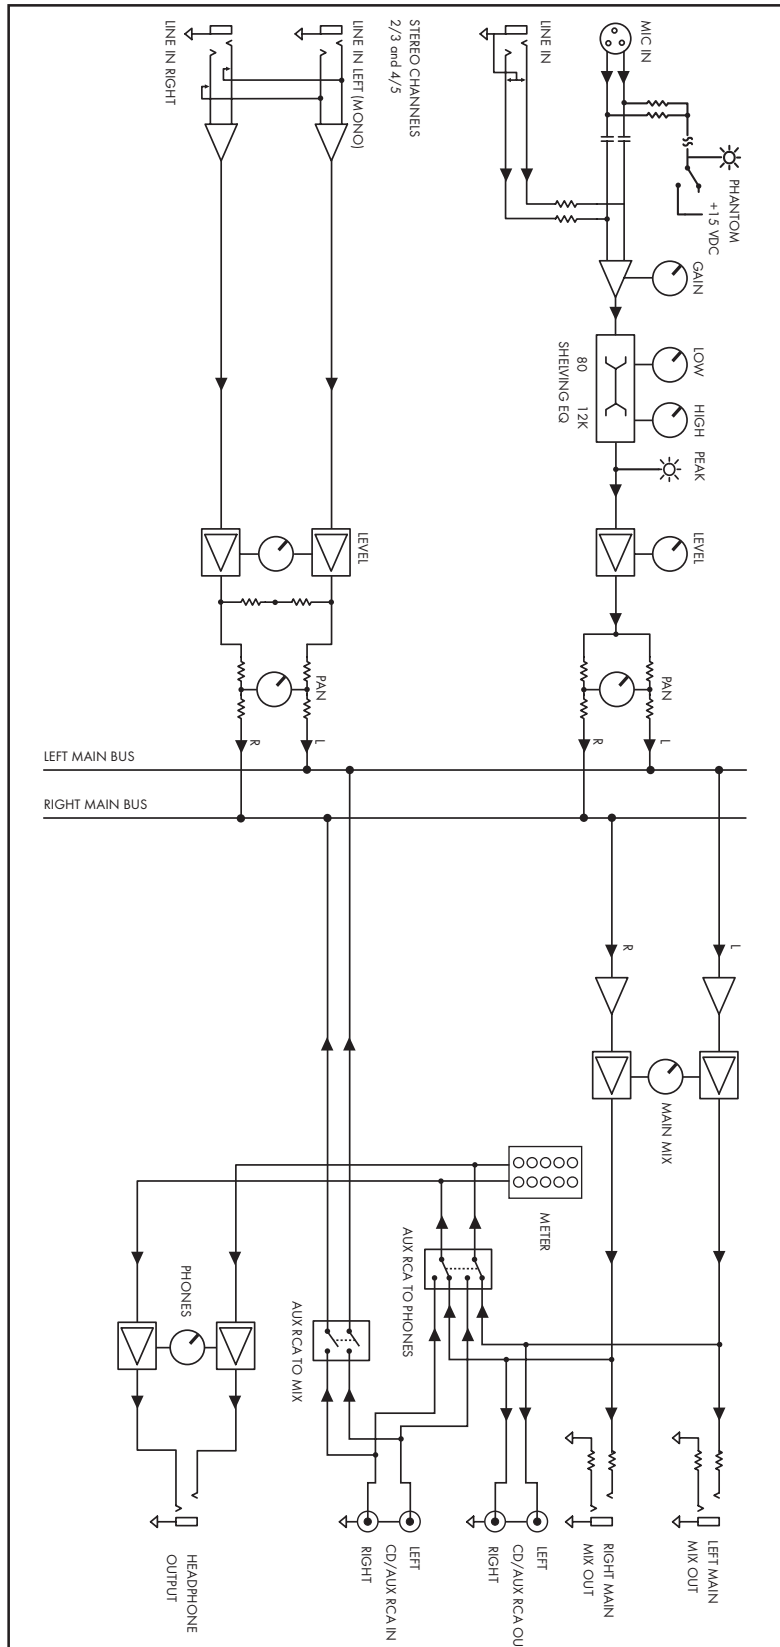 MIC IN
PHANTOM
+15 VDC
GAIN
LOW
HIGH
PEAK
80 12K
SHELVING EQ
LEVEL
PAN
L
R
LINE IN
STEREO CHANNELS
2/3 and 4/5
LINE IN LEFT (MONO)
LINE IN RIGHT
LEVEL
PAN
L
R
LEFT MAIN BUS
RIGHT MAIN BUS
L
R
MAIN MIX
METER
AUX RCA TO PHONES
AUX RCA TO MIX
PHONES
LEFT MAIN
MIX OUT
RIGHT MAIN
MIX OUT
LEFT
CD/AUX RCA OU
RIGHT
LEFT
CD/AUX RCA IN
RIGHT
HEADPHONE
OUTPUT